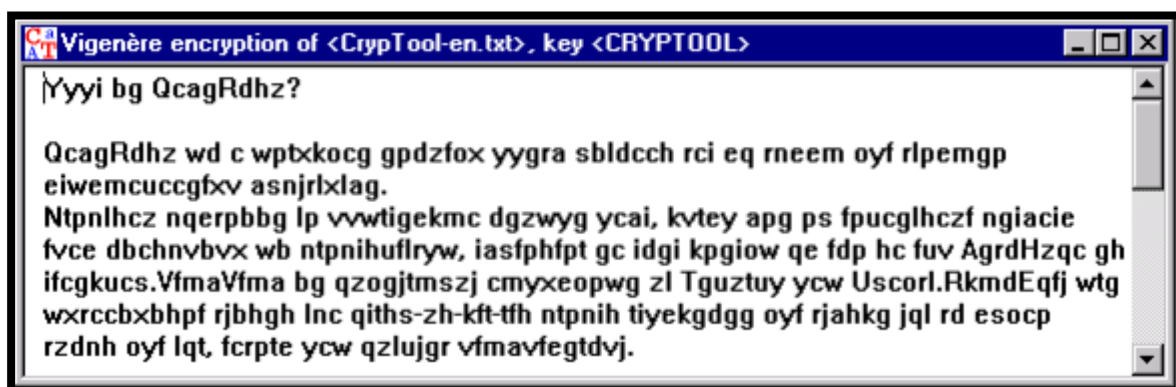 Vigenère encryption of <CrypTool-en.txt>, key <CRYPTOOL>
Yyyi bg QcagRdhz?
QcagRdhz wd c wptxkocg gpdzfox yygra sbldcch rci eq rneem oyf rlpemgp
eiwemcuccgfxv asnjrlxlag.
Ntpnlhcz nqerpbbg lp vvwtigekmc dgzwyg ycai, kvtey apg ps fpucglhczf ngiacie
fvce dbchnvbvx wb ntpnihuflryw, iasfphfpt gc idgi kpgiow qe fdp hc fuv AgrdHzqc gh
ifcgkucs.VfmaVfma bg qzogjtmszj cmyxeopwg zl Tguztuy ycw Uscorl.RkmdEqfj wtg
wxrccbxbhpf rjbhgh lnc qiths-zh-kft-tfh ntpnih tiyekgdgg oyf rjahkg jql rd esocp
rzdnh oyf lqt, fcrpte ycw qzlujgr vfmavfegtdvj.